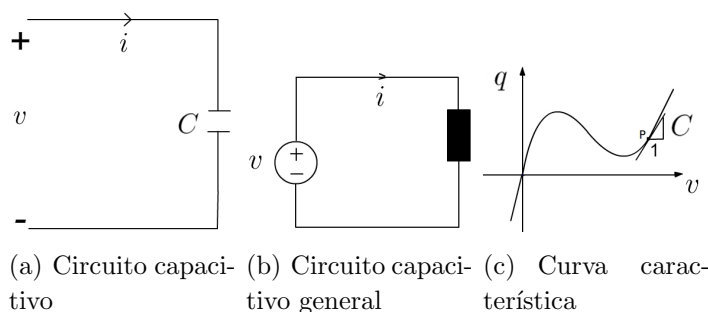 +
i
v
C
-
i
v
+
−
q
P
C
1
v
(a) Circuito capaci-
tivo
(b) Circuito capaci-
tivo general
(c) Curva carac-
terística